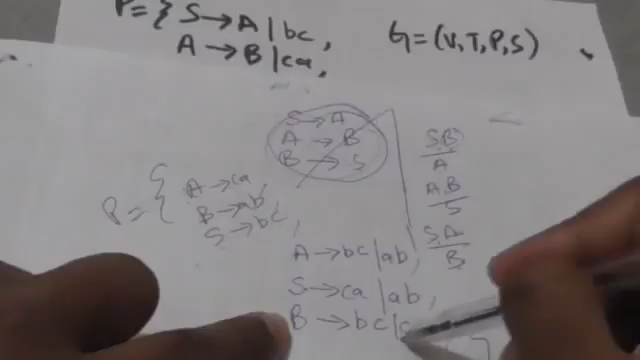 P = { S → A | bc,
A → B | ca,
G = (V, T, P, S)
S → A
A → B
B → S
S,B
A
A,B
S
S,A
B
P = { A → ca
B → ab
S → bc,
A → bc | ab,
S → ca | ab,
B → bc | c